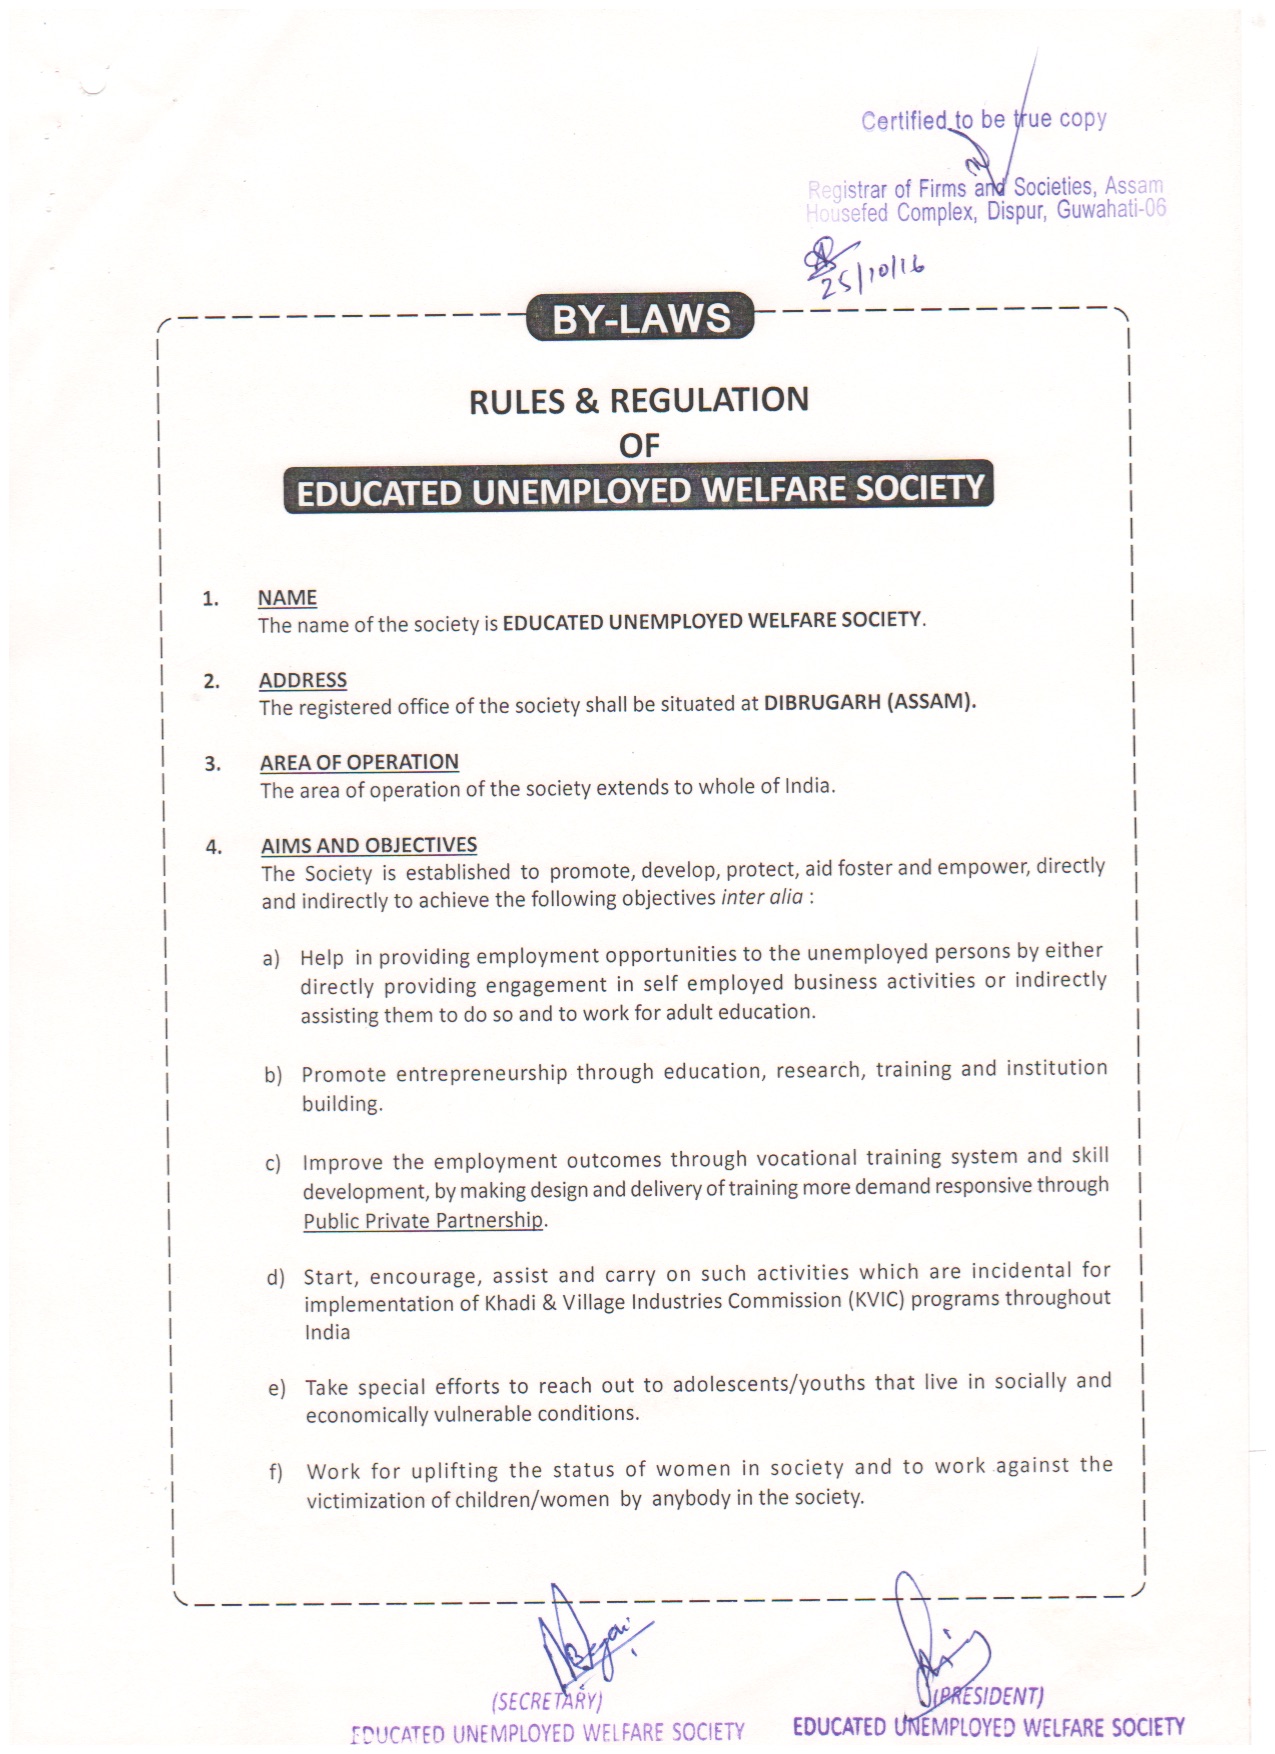 Certified to be true copy
Registrar of Firms and Societies, Assam
Housefed Complex, Dispur, Guwahati-06
25/10/16
BY-LAWS
RULES & REGULATION
OF
EDUCATED UNEMPLOYED WELFARE SOCIETY
1. NAME
The name of the society is EDUCATED UNEMPLOYED WELFARE SOCIETY.
2. ADDRESS
The registered office of the society shall be situated at DIBRUGARH (ASSAM).
3. AREA OF OPERATION
The area of operation of the society extends to whole of India.
4. AIMS AND OBJECTIVES
The Society is established to promote, develop, protect, aid foster and empower, directly
and indirectly to achieve the following objectives inter alia :
a) Help in providing employment opportunities to the unemployed persons by either
directly providing engagement in self employed business activities or indirectly
assisting them to do so and to work for adult education.
b) Promote entrepreneurship through education, research, training and institution
building.
c) Improve the employment outcomes through vocational training system and skill
development, by making design and delivery of training more demand responsive through
Public Private Partnership.
d) Start, encourage, assist and carry on such activities which are incidental for
implementation of Khadi & Village Industries Commission (KVIC) programs throughout
India
e) Take special efforts to reach out to adolescents/youths that live in socially and
economically vulnerable conditions.
f) Work for uplifting the status of women in society and to work against the
victimization of children/women by anybody in the society.
(SECRETARY)
EDUCATED UNEMPLOYED WELFARE SOCIETY
(PRESIDENT)
EDUCATED UNEMPLOYED WELFARE SOCIETY